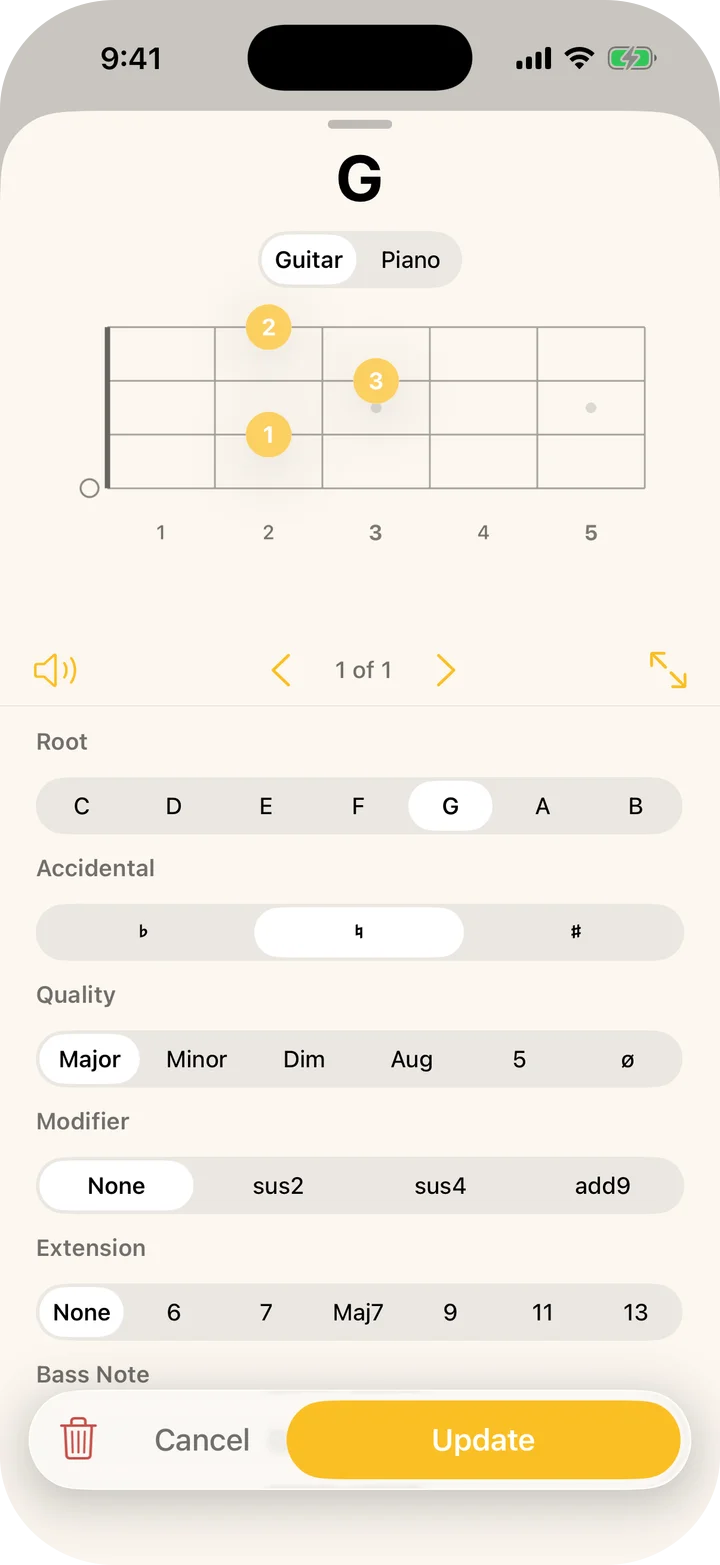 9:41
G
Guitar Piano
2
3
1
1 2 3 4 5
1 of 1
Root
C D E F G A B
Accidental
♭ ♮ ♯
Quality
Major Minor Dim Aug 5 ø
Modifier
None sus2 sus4 add9
Extension
None 6 7 Maj7 9 11 13
Bass Note
Cancel Update